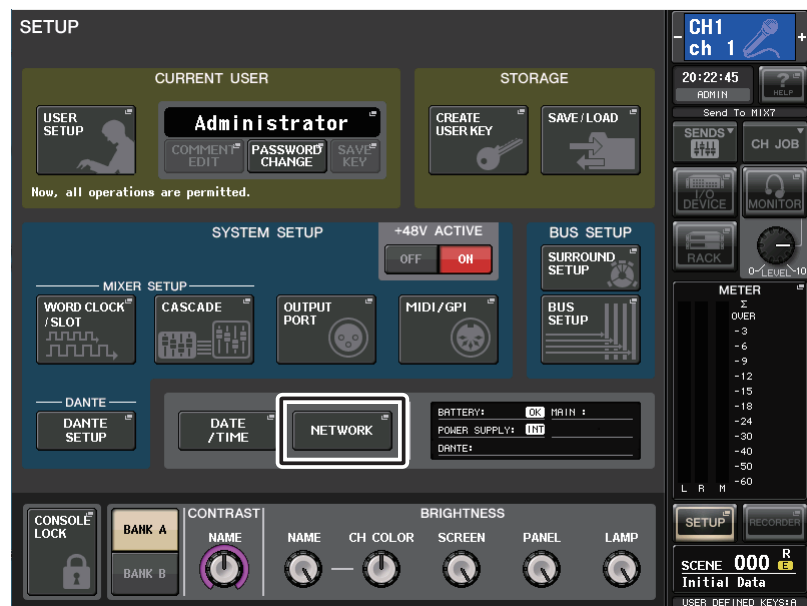 SETUP
CURRENT USER
USER
SETUP
Administrator
COMMENT
EDIT
PASSWORD
CHANGE
SAVE
KEY
Now, all operations are permitted.
STORAGE
CREATE
USER KEY
SAVE/LOAD
SYSTEM SETUP
+48V ACTIVE
OFF
ON
MIXER SETUP
WORD CLOCK
/SLOT
CASCADE
OUTPUT
PORT
MIDI/GPI
BUS SETUP
SURROUND
SETUP
BUS
SETUP
DANTE
DANTE
SETUP
DATE
/TIME
NETWORK
BATTERY: OK MAIN :
POWER SUPPLY: INT
DANTE:
CONSOLE
LOCK
BANK A
BANK B
CONTRAST
NAME
BRIGHTNESS
NAME
CH COLOR
SCREEN
PANEL
LAMP
- CH1 +
ch 1
20:22:45
ADMIN
?
HELP
Send To MIX7
SENDS
CH JOB
I/O
DEVICE
MONITOR
RACK
0 LEVEL 10
METER
Σ
OVER
-3
-6
-9
-12
-15
-18
-24
-30
-40
-50
-60
L R M
SETUP
RECORDER
SCENE 000 R
E
Initial Data
USER DEFINED KEYS:A